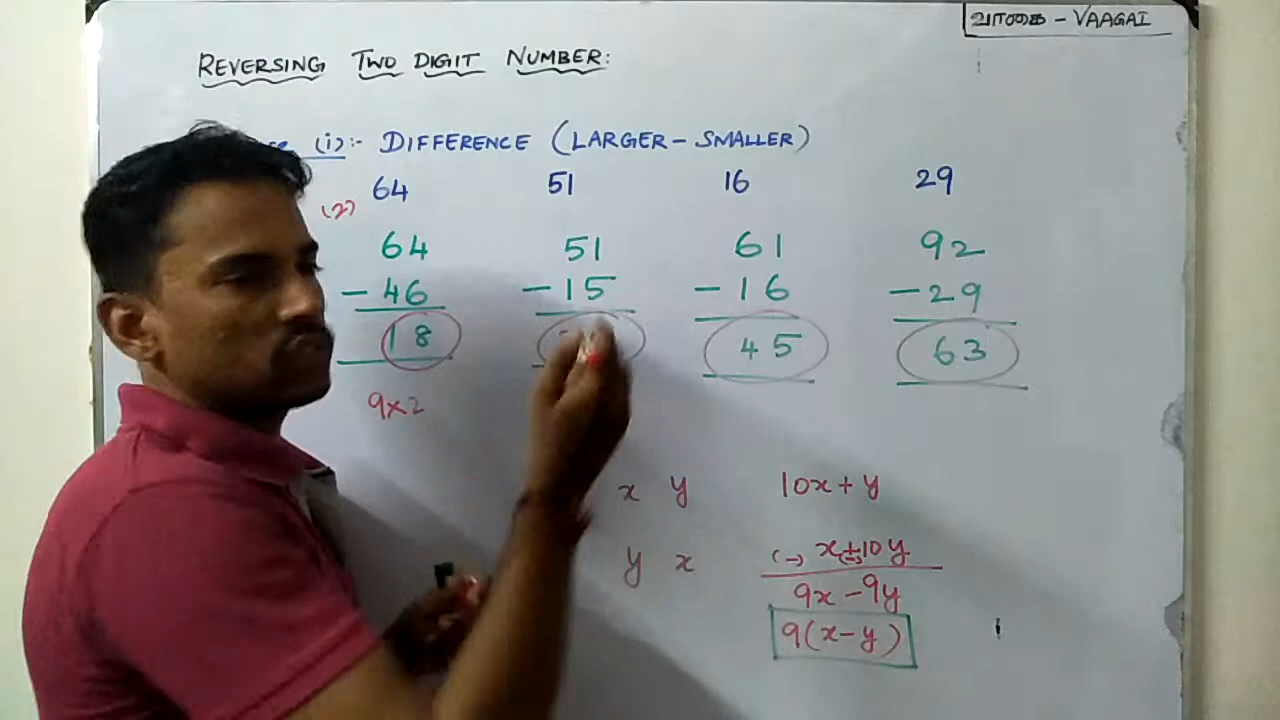 வாகை - VAAGAI
REVERSING TWO DIGIT NUMBER:
(i):- DIFFERENCE (LARGER - SMALLER)
64 51 16 29
(2)
64 51 61 92
- 46 - 15 - 16 - 29
18 45 63
9x2
x y 10x + y
y x (-) x + 10y
(-)
9x - 9y
9(x - y)